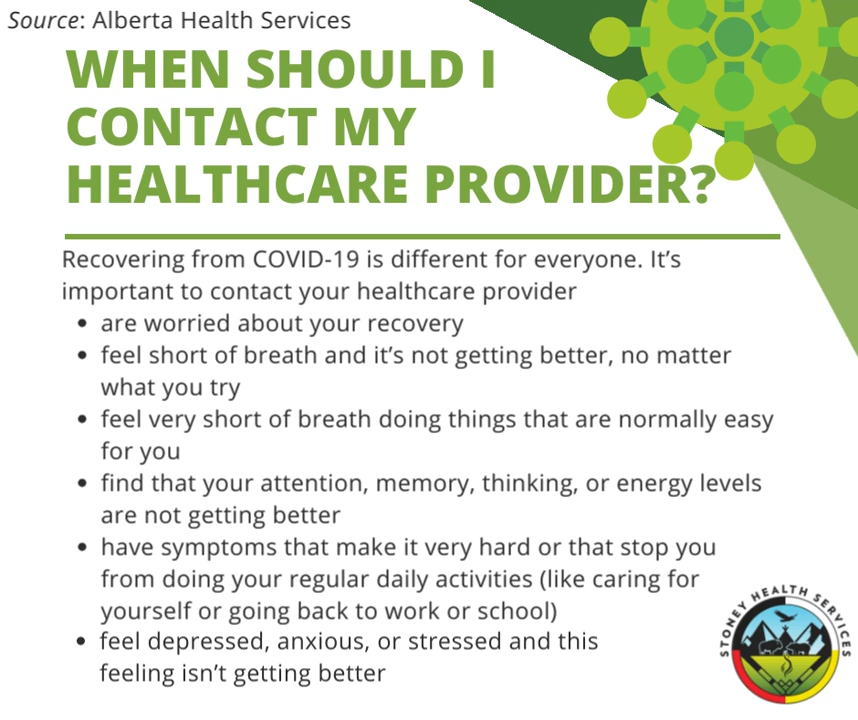 Source: Alberta Health Services
WHEN SHOULD I
CONTACT MY
HEALTHCARE PROVIDER?
Recovering from COVID-19 is different for everyone. It’s
important to contact your healthcare provider
• are worried about your recovery
• feel short of breath and it’s not getting better, no matter
what you try
• feel very short of breath doing things that are normally easy
for you
• find that your attention, memory, thinking, or energy levels
are not getting better
• have symptoms that make it very hard or that stop you
from doing your regular daily activities (like caring for
yourself or going back to work or school)
• feel depressed, anxious, or stressed and this
feeling isn’t getting better
STONEY HEALTH SERVICES